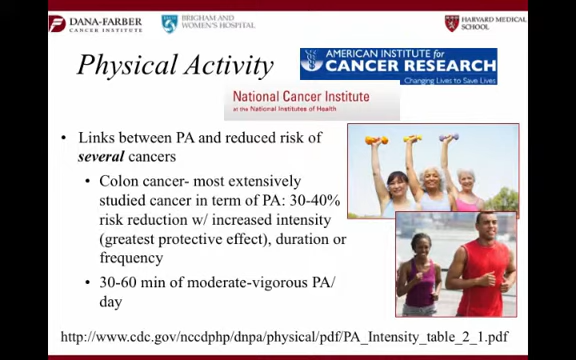 DANA-FARBER
CANCER INSTITUTE
BRIGHAM AND
WOMEN'S HOSPITAL
HARVARD MEDICAL
SCHOOL
Physical Activity
AMERICAN INSTITUTE for
CANCER RESEARCH
Changing Lives to Save Lives
National Cancer Institute
at the National Institutes of Health
• Links between PA and reduced risk of
several cancers
• Colon cancer- most extensively
studied cancer in term of PA: 30-40%
risk reduction w/ increased intensity
(greatest protective effect), duration or
frequency
• 30-60 min of moderate-vigorous PA/
day
http://www.cdc.gov/nccdphp/dnpa/physical/pdf/PA_Intensity_table_2_1.pdf